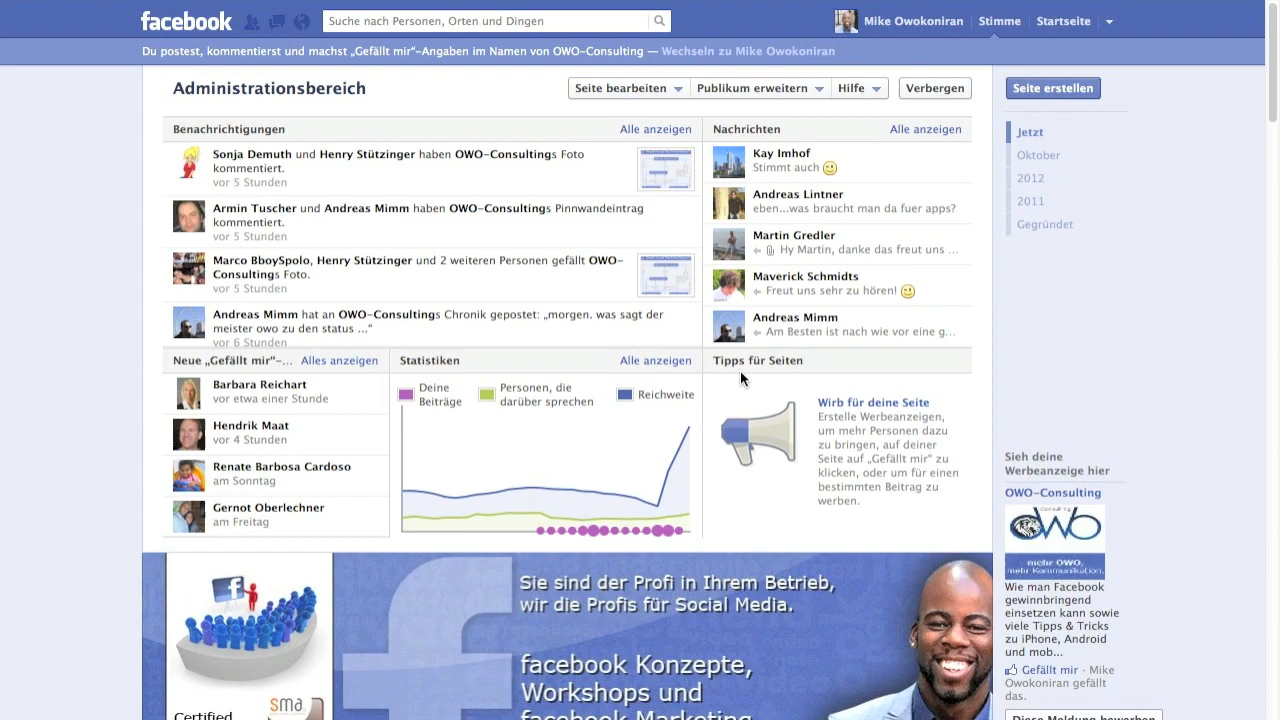 facebook
Suche nach Personen, Orten und Dingen
Mike Owokoniran Stimme Startseite
Du postest, kommentierst und machst „Gefällt mir“-Angaben im Namen von OWO-Consulting — Wechseln zu Mike Owokoniran
Administrationsbereich
Seite bearbeiten Publikum erweitern Hilfe Verbergen
Seite erstellen
Benachrichtigungen Alle anzeigen
Sonja Demuth und Henry Stützinger haben OWO-Consultings Foto
kommentiert.
vor 5 Stunden
Armin Tuscher und Andreas Mimm haben OWO-Consultings Pinnwandeintrag
kommentiert.
vor 5 Stunden
Marco BboySpolo, Henry Stützinger und 2 weiteren Personen gefällt OWO-
Consultings Foto.
vor 5 Stunden
Andreas Mimm hat an OWO-Consultings Chronik gepostet: „morgen. was sagt der
meister owo zu den status ...“
vor 6 Stunden
Nachrichten Alle anzeigen
Kay Imhof
Stimmt auch
Andreas Lintner
eben...was braucht man da fuer apps?
Martin Gredler
Hy Martin, danke das freut uns ...
Maverick Schmidts
Freut uns sehr zu hören!
Andreas Mimm
Am Besten ist nach wie vor eine g...
Neue „Gefällt mir“-... Alles anzeigen
Barbara Reichart
vor etwa einer Stunde
Hendrik Maat
vor 4 Stunden
Renate Barbosa Cardoso
am Sonntag
Gernot Oberlechner
am Freitag
Statistiken Alle anzeigen
Deine
Beiträge
Personen, die
darüber sprechen
Reichweite
Tipps für Seiten
Wirb für deine Seite
Erstelle Werbeanzeigen,
um mehr Personen dazu
zu bringen, auf deiner
Seite auf „Gefällt mir“ zu
klicken, oder um für einen
bestimmten Beitrag zu
werben.
Jetzt
Oktober
2012
2011
Gegründet
Sieh deine
Werbeanzeige hier
OWO-Consulting
Consulting
OWO
mehr OWO,
mehr Kommunikation.
Wie man Facebook
gewinnbringend
einsetzen kann sowie
viele Tipps & Tricks
zu iPhone, Android
und mob...
Gefällt mir · Mike
Owokoniran gefällt
das.
Diese Meldung bewerben
f
sma
Certified
Sie sind der Profi in Ihrem Betrieb,
wir die Profis für Social Media.
facebook Konzepte,
Workshops und
facebook Marketing